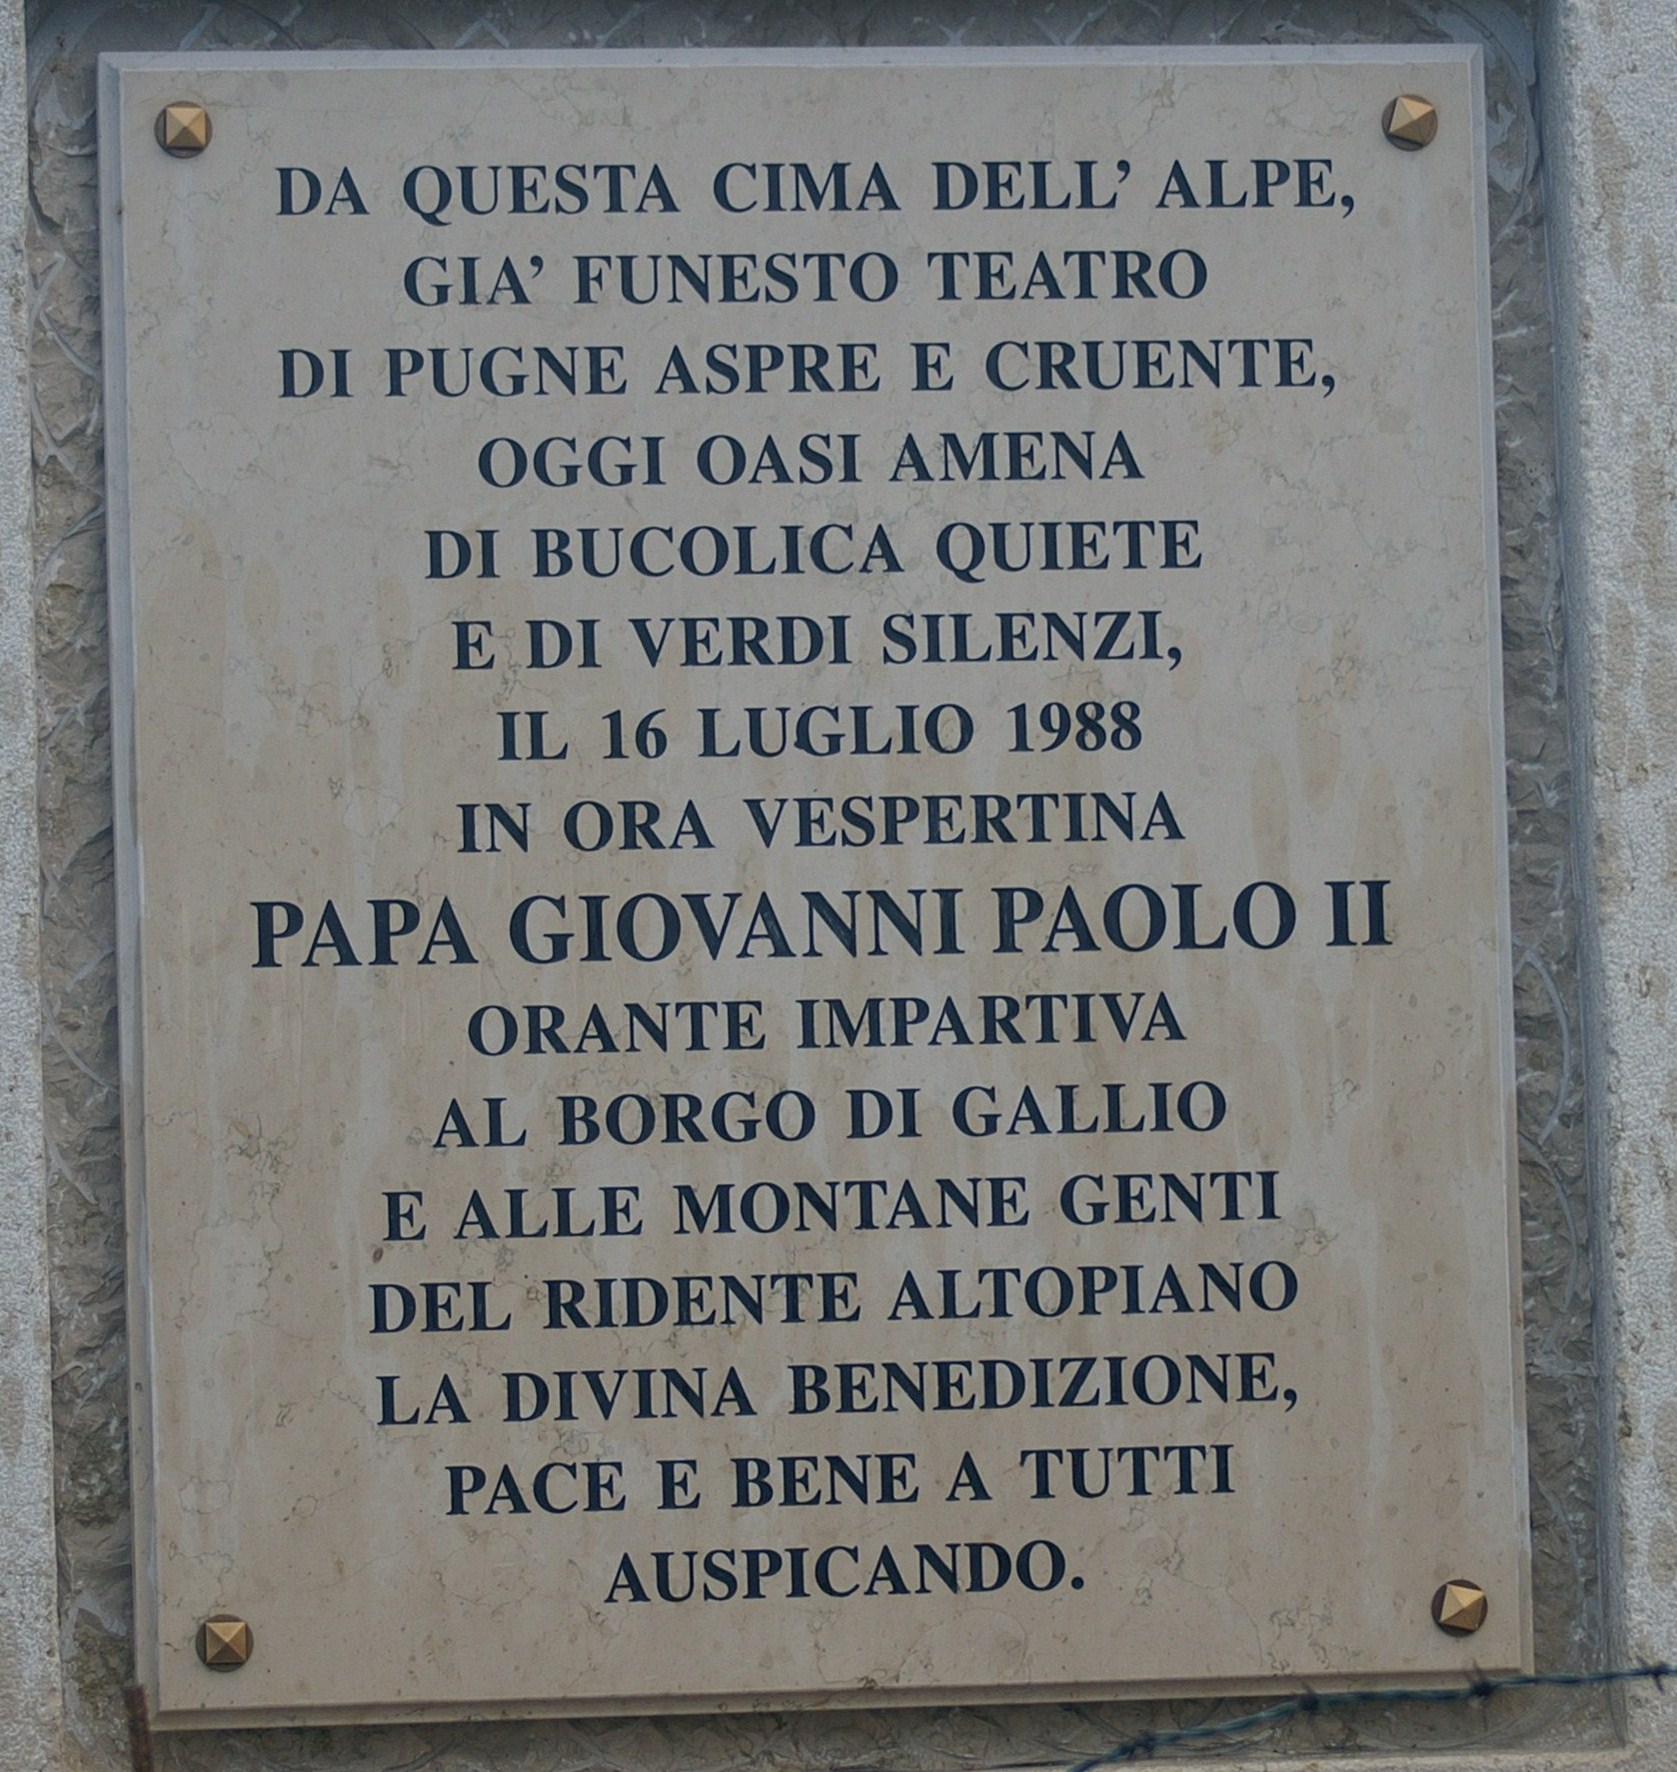 DA QUESTA CIMA DELL' ALPE,
GIA' FUNESTO TEATRO
DI PUGNE ASPRE E CRUENTE,
OGGI OASI AMENA
DI BUCOLICA QUIETE
E DI VERDI SILENZI,
IL 16 LUGLIO 1988
IN ORA VESPERTINA
PAPA GIOVANNI PAOLO II
ORANTE IMPARTIVA
AL BORGO DI GALLIO
E ALLE MONTANE GENTI
DEL RIDENTE ALTOPIANO
LA DIVINA BENEDIZIONE,
PACE E BENE A TUTTI
AUSPICANDO.